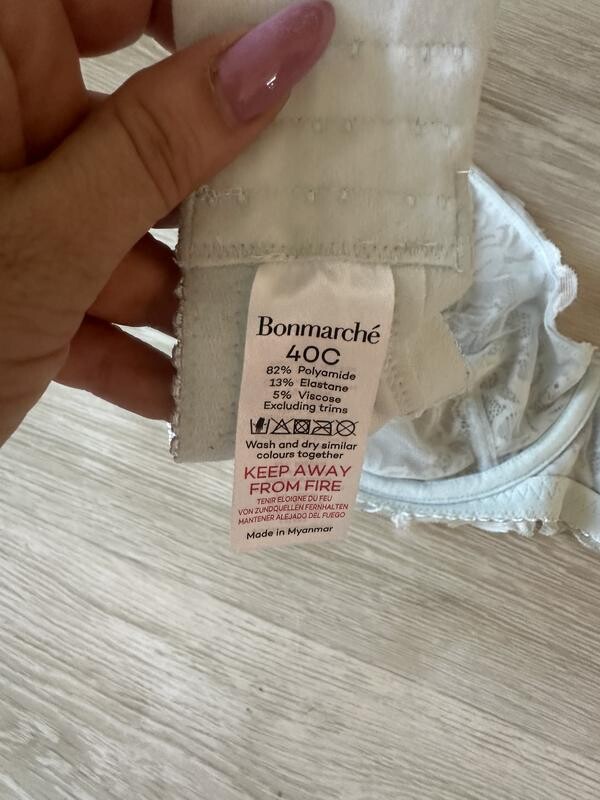 Bonmarché
40C
82% Polyamide
13% Elastane
5% Viscose
Excluding trims
Wash and dry similar
colours together
KEEP AWAY
FROM FIRE
TENIR ELOIGNE DU FEU
VON ZUNDQUELLEN FERNHALTEN
MANTENER ALEJADO DEL FUEGO
Made in Myanmar